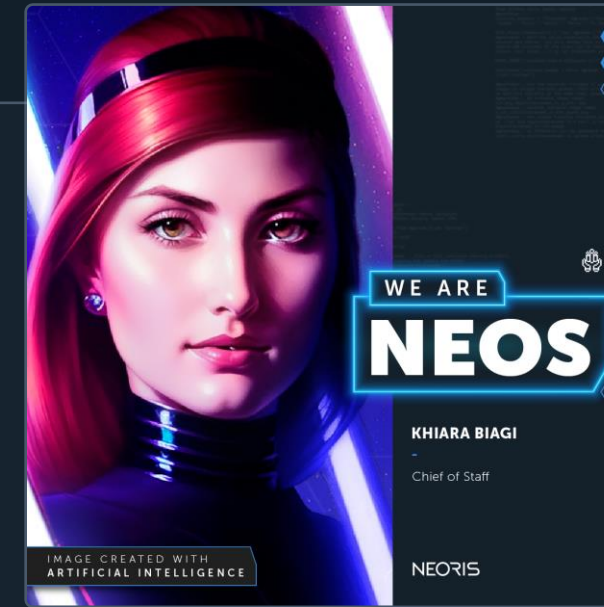 WE ARE
NEOS
KHIARA BIAGI
-
Chief of Staff
IMAGE CREATED WITH
ARTIFICIAL INTELLIGENCE
NEORIS